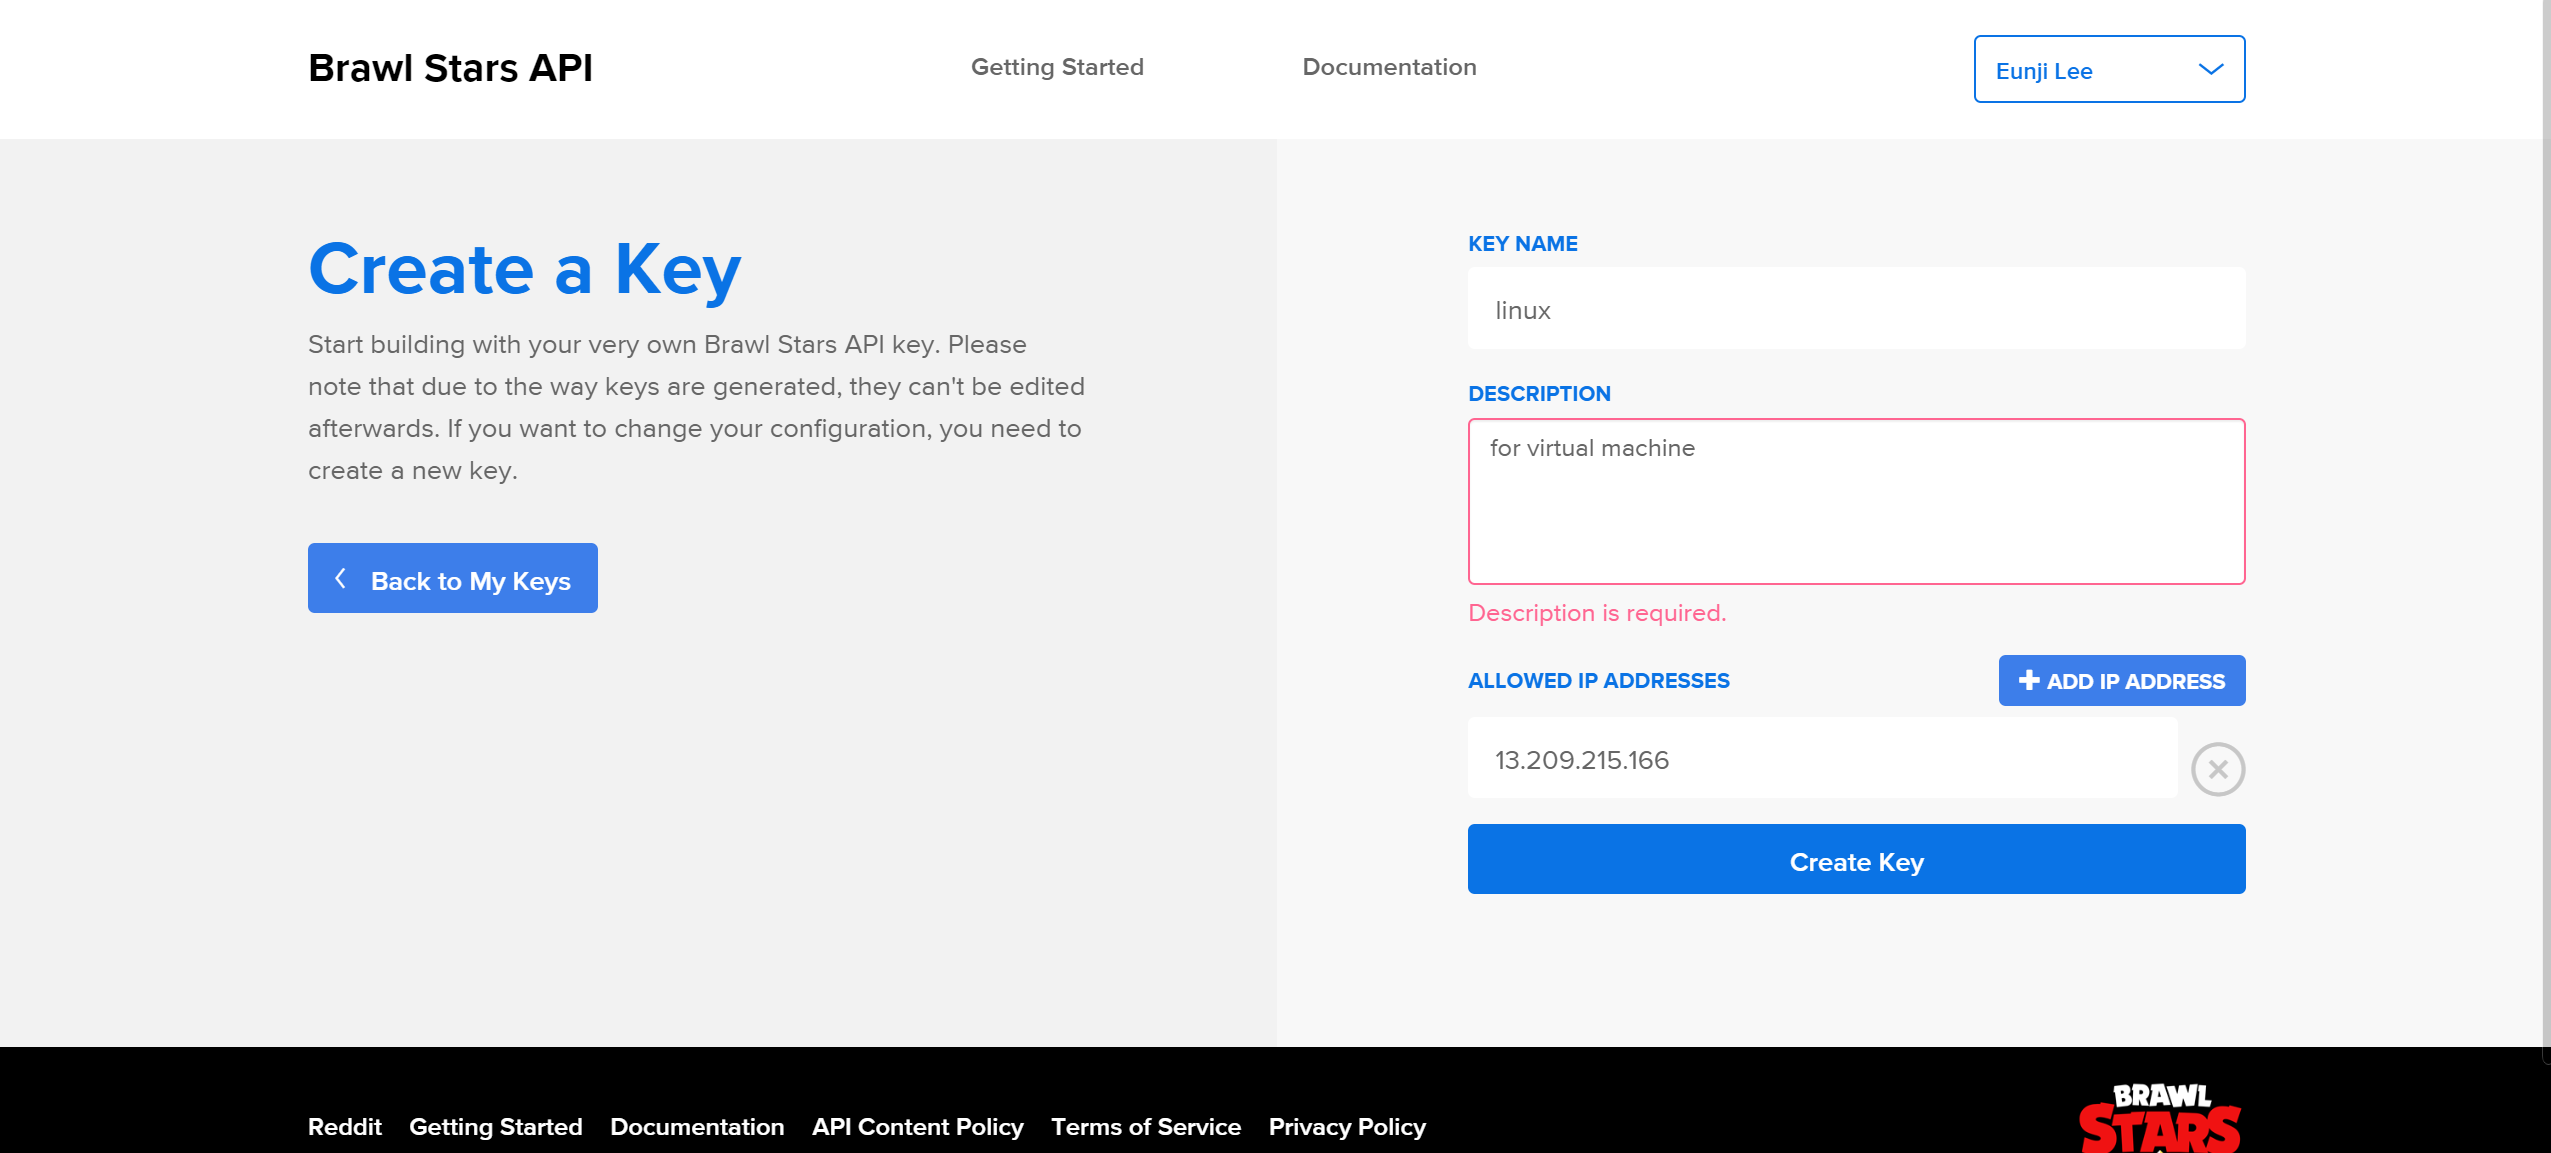 Brawl Stars API
Getting Started
Documentation
Eunji Lee
Create a Key
Start building with your very own Brawl Stars API key. Please
note that due to the way keys are generated, they can't be edited
afterwards. If you want to change your configuration, you need to
create a new key.
Back to My Keys
KEY NAME
linux
DESCRIPTION
for virtual machine
Description is required.
ALLOWED IP ADDRESSES
ADD IP ADDRESS
13.209.215.166
Create Key
Reddit
Getting Started
Documentation
API Content Policy
Terms of Service
Privacy Policy
BRAWL
STARS